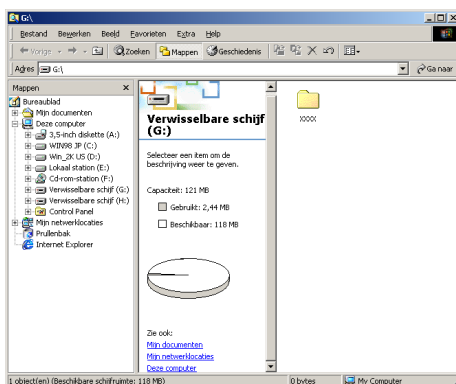 G:\
Bestand Bewerken Beeld Favorieten Extra Help
Vorige Zoeken Mappen Geschiedenis
Adres G:\ Ga naar
Mappen
Bureaublad
Mijn documenten
Deze computer
3,5-inch diskette (A:)
WIN98 JP (C:)
Win_2K US (D:)
Lokaal station (E:)
Cd-rom-station (F:)
Verwisselbare schijf (G:)
Verwisselbare schijf (H:)
Control Panel
Mijn netwerklocaties
Prullenbak
Internet Explorer
Verwisselbare schijf
(G:)
Selecteer een item om de
beschrijving weer te geven.
Capaciteit: 121 MB
Gebruikt: 2,44 MB
Beschikbaar: 118 MB
Zie ook:
Mijn documenten
Mijn netwerklocaties
Deze computer
xxxx
1 object(en) (Beschikbare schijfruimte: 118 MB) 0 bytes My Computer